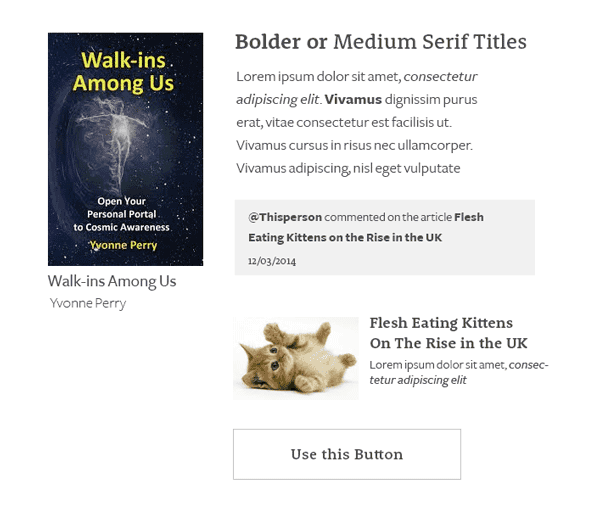 Walk-ins
Among Us
Open Your
Personal Portal
to Cosmic Awareness
Yvonne Perry
Walk-ins Among Us
Yvonne Perry
Bolder or Medium Serif Titles
Lorem ipsum dolor sit amet, consectetur
adipiscing elit. Vivamus dignissim purus
erat, vitae consectetur est facilisis ut.
Vivamus cursus in risus nec ullamcorper.
Vivamus adipiscing, nisl eget vulputate
@Thisperson commented on the article Flesh
Eating Kittens on the Rise in the UK
12/03/2014
Flesh Eating Kittens
On The Rise in the UK
Lorem ipsum dolor sit amet, consec-
tetur adipiscing elit
Use this Button